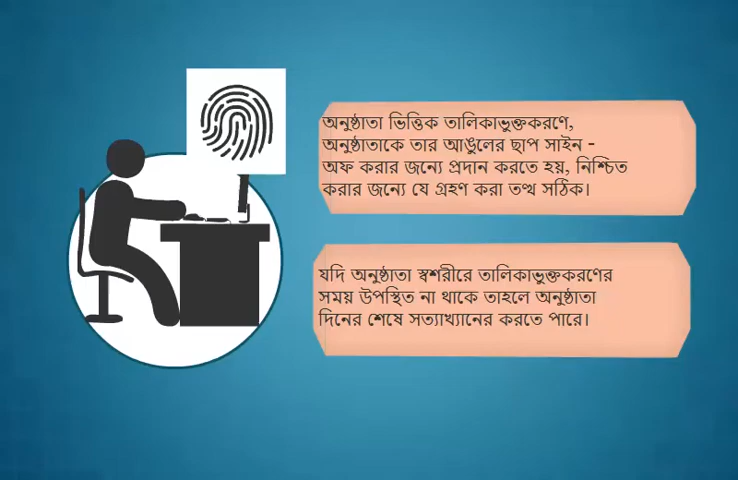 অনুষ্ঠাতা ভিত্তিক তালিকাভুক্তকরণে,
অনুষ্ঠাতাকে তার আঙুলের ছাপ সাইন -
অফ করার জন্যে প্রদান করতে হয়, নিশ্চিত
করার জন্যে যে গ্রহণ করা তথ্য সঠিক।
যদি অনুষ্ঠাতা স্বশরীরে তালিকাভুক্তকরণের
সময় উপস্থিত না থাকে তাহলে অনুষ্ঠাতা
দিনের শেষে সত্যাখ্যানের করতে পারে।